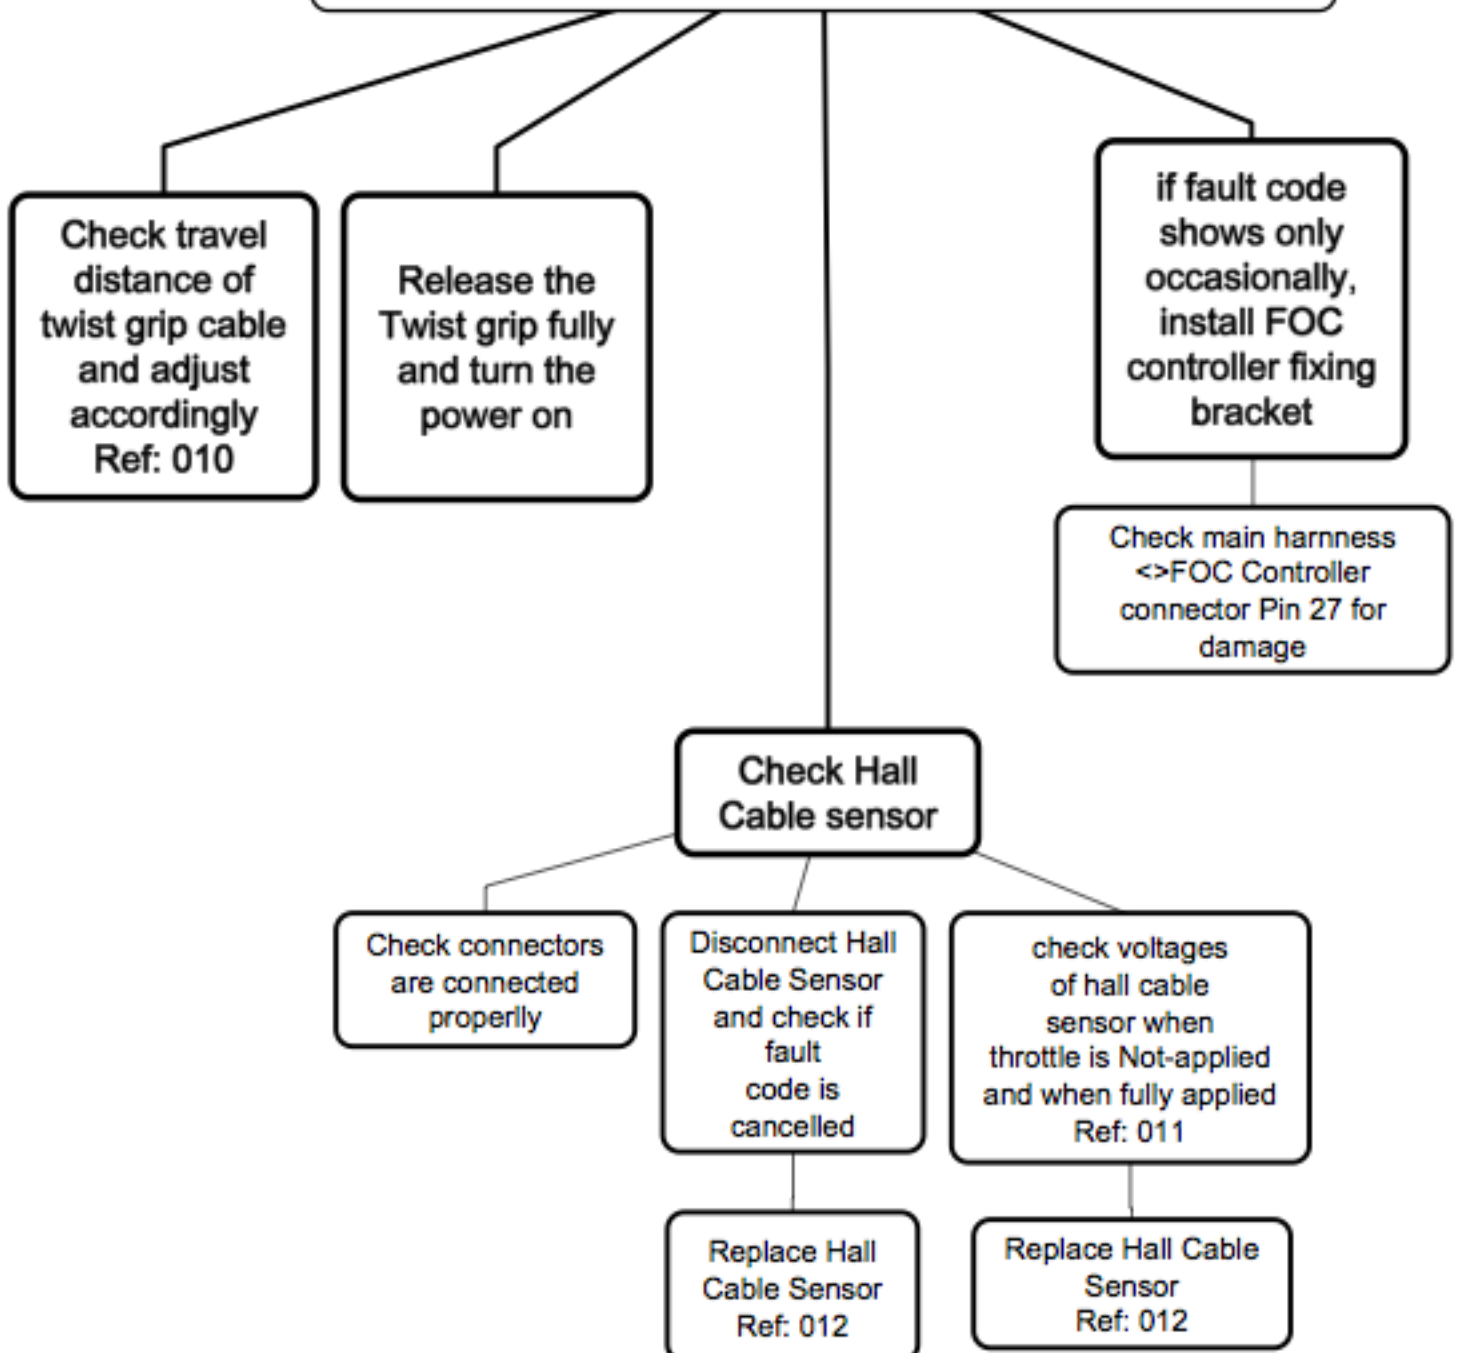 Check travel
distance of
twist grip cable
and adjust
accordingly
Ref: 010
Release the
Twist grip fully
and turn the
power on
if fault code
shows only
occasionally,
install FOC
controller fixing
bracket
Check main harnness
<>FOC Controller
connector Pin 27 for
damage
Check Hall
Cable sensor
Check connectors
are connected
properlly
Disconnect Hall
Cable Sensor
and check if
fault
code is
cancelled
check voltages
of hall cable
sensor when
throttle is Not-applied
and when fully applied
Ref: 011
Replace Hall
Cable Sensor
Ref: 012
Replace Hall Cable
Sensor
Ref: 012